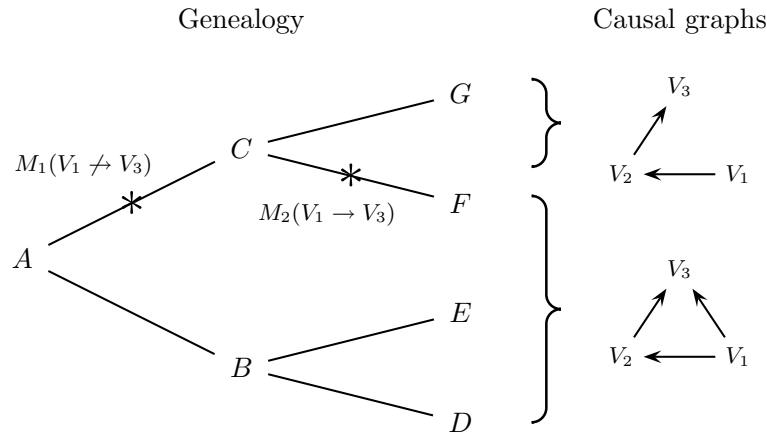 Genealogy
Causal graphs
G
V₃
C
M₁(V₁ ↛ V₃)
V₂
V₁
F
M₂(V₁ → V₃)
A
V₃
E
V₂
V₁
B
D